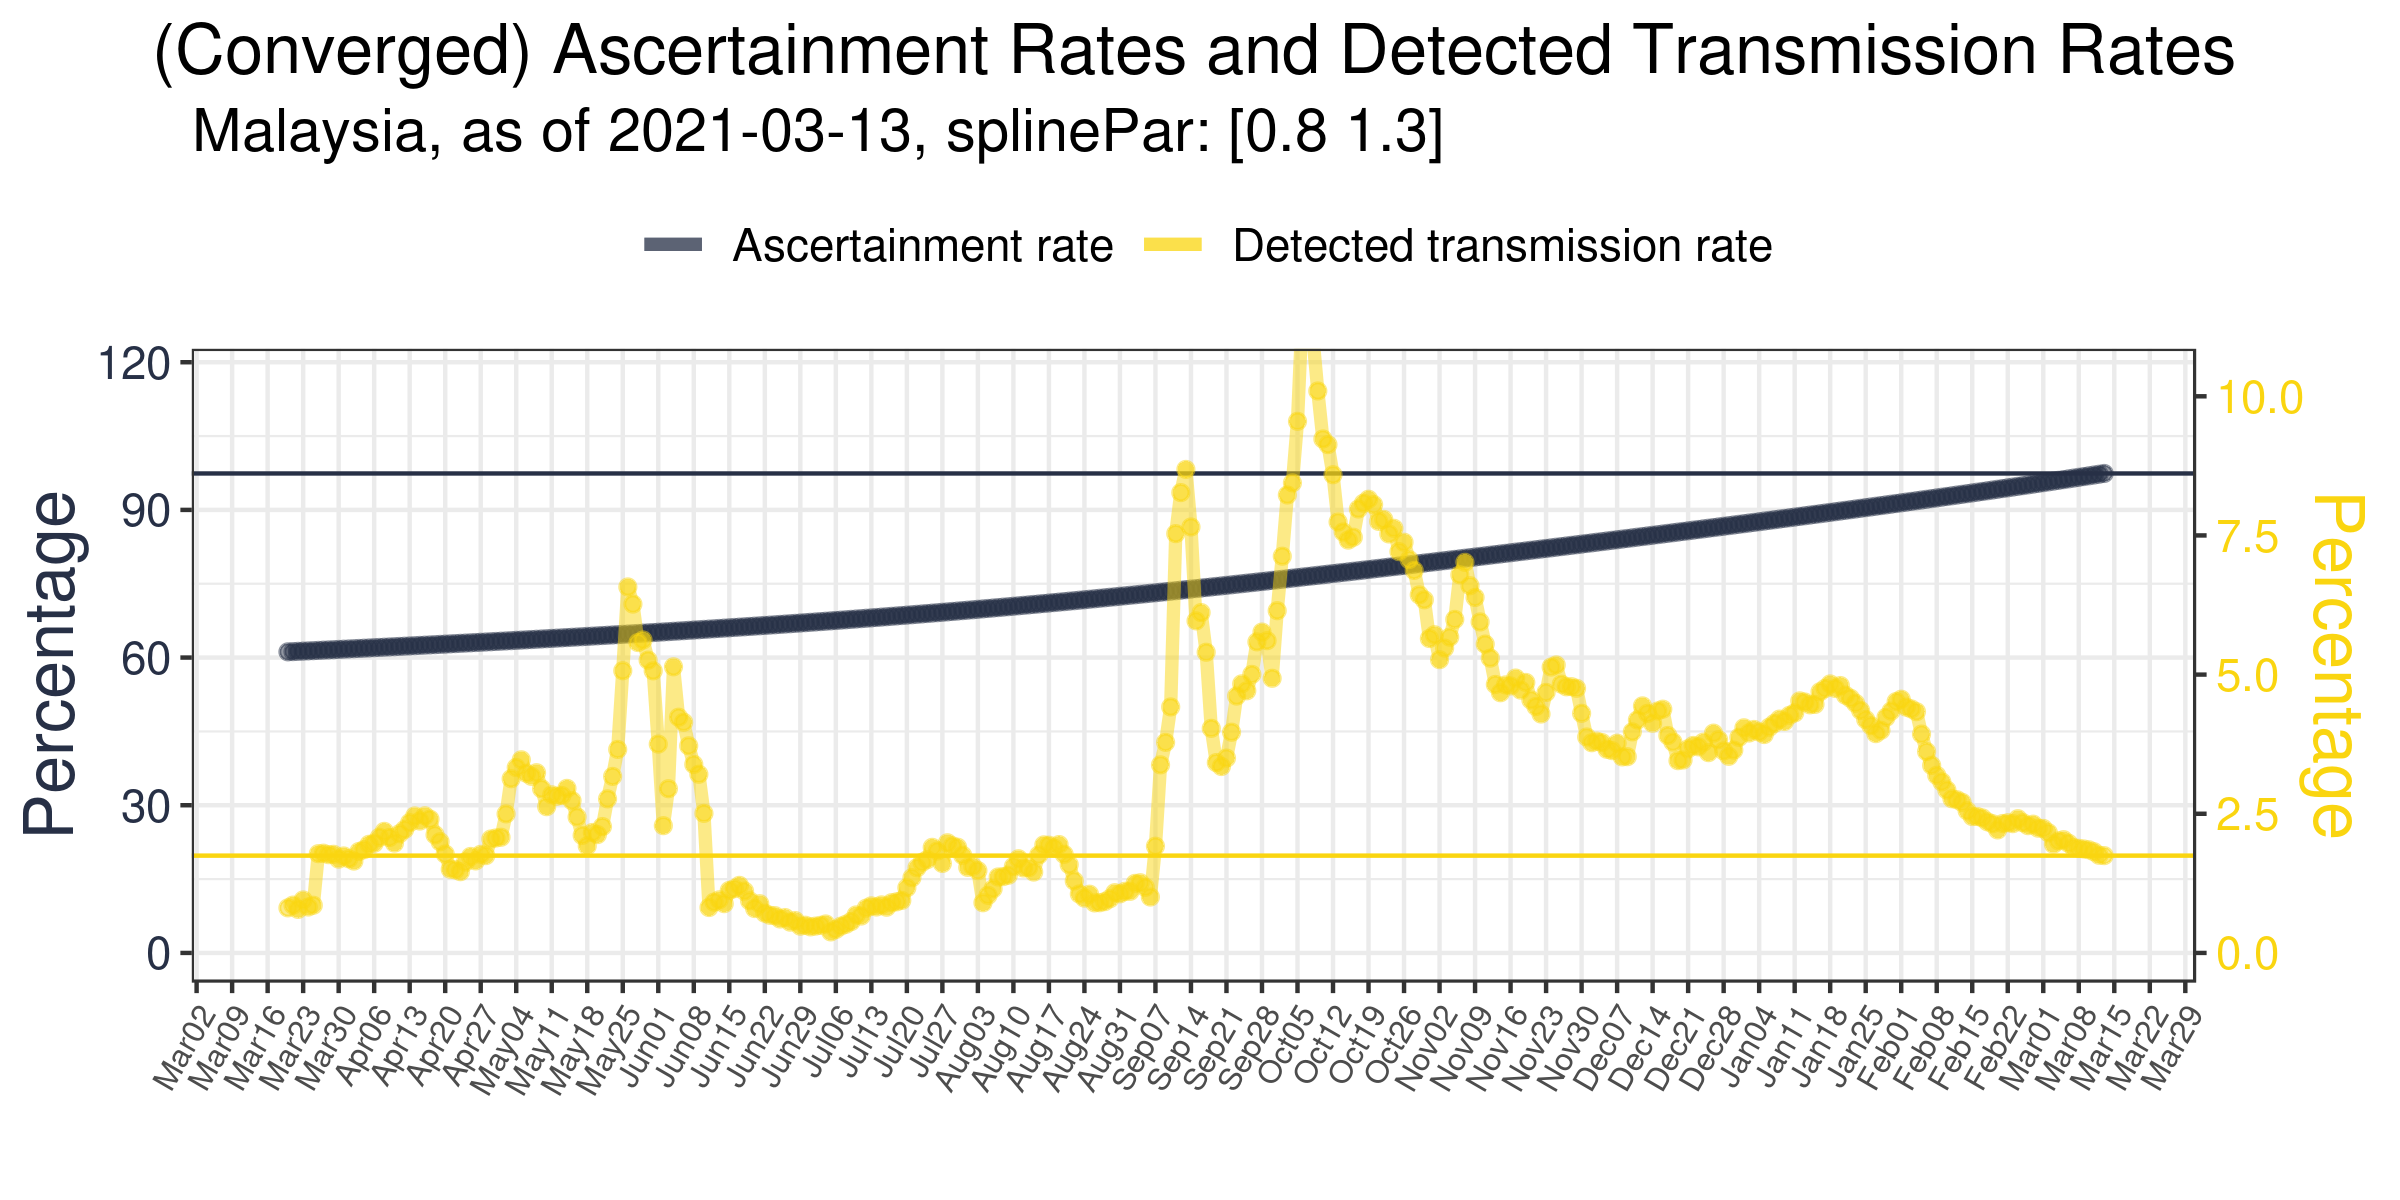 (Converged) Ascertainment Rates and Detected Transmission Rates
Malaysia, as of 2021-03-13, splinePar: [0.8 1.3]
Ascertainment rate
Detected transmission rate
Percentage
120
90
60
30
0
10.0
7.5
5.0
2.5
0.0
Percentage
Mar02
Mar09
Mar16
Mar23
Mar30
Apr06
Apr13
Apr20
Apr27
May04
May11
May18
May25
Jun01
Jun08
Jun15
Jun22
Jun29
Jul06
Jul13
Jul20
Jul27
Aug03
Aug10
Aug17
Aug24
Aug31
Sep07
Sep14
Sep21
Sep28
Oct05
Oct12
Oct19
Oct26
Nov02
Nov09
Nov16
Nov23
Nov30
Dec07
Dec14
Dec21
Dec28
Jan04
Jan11
Jan18
Jan25
Feb01
Feb08
Feb15
Feb22
Mar01
Mar08
Mar15
Mar22
Mar29